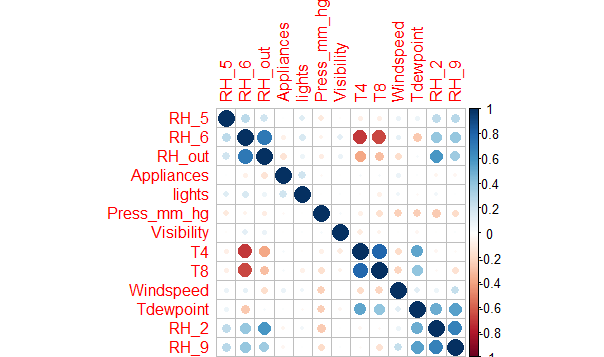 RH_5
RH_6
RH_out
Appliances
lights
Press_mm_hg
Visibility
T4
T8
Windspeed
Tdewpoint
RH_2
RH_9
RH_5
RH_6
RH_out
Appliances
lights
Press_mm_hg
Visibility
T4
T8
Windspeed
Tdewpoint
RH_2
RH_9
1
0.8
0.6
0.4
0.2
0
-0.2
-0.4
-0.6
-0.8
-1